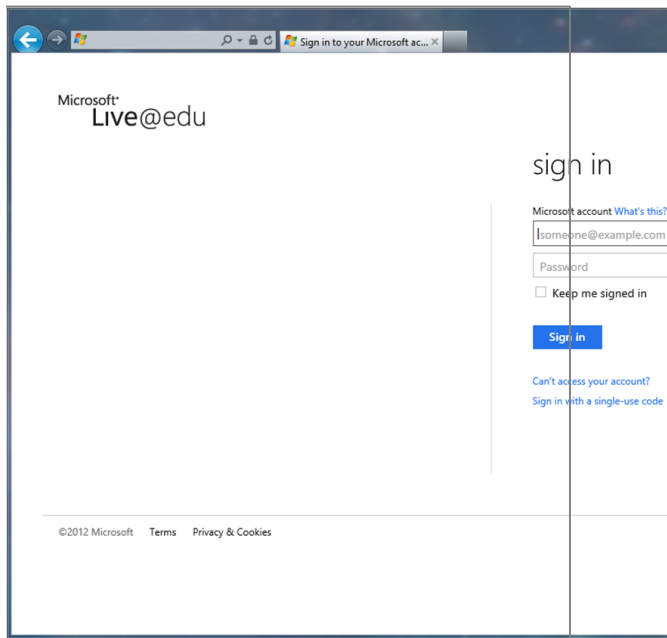 Sign in to your Microsoft ac...
Microsoft
Live@edu
sign in
Microsoft account What's this?
someone@example.com
Password
Keep me signed in
Sign in
Can't access your account?
Sign in with a single-use code
©2012 Microsoft Terms Privacy & Cookies